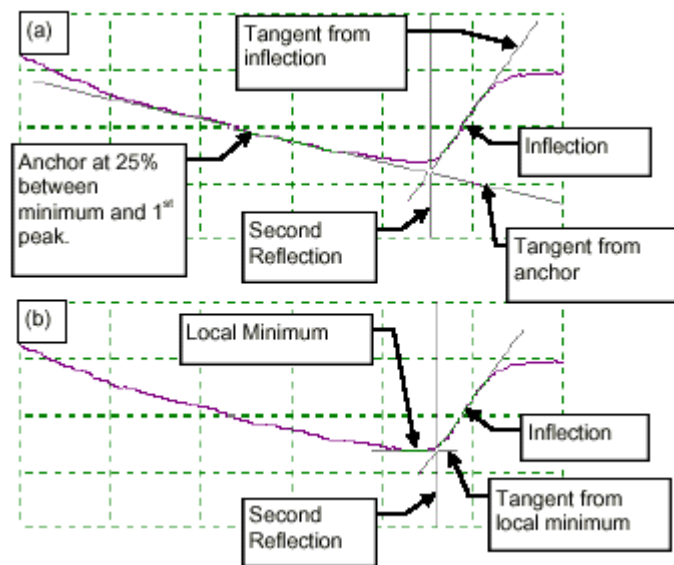 (a)
Tangent from
inflection
Anchor at 25%
between
minimum and 1st
peak.
Inflection
Second
Reflection
Tangent from
anchor
(b)
Local Minimum
Inflection
Second
Reflection
Tangent from
local minimum